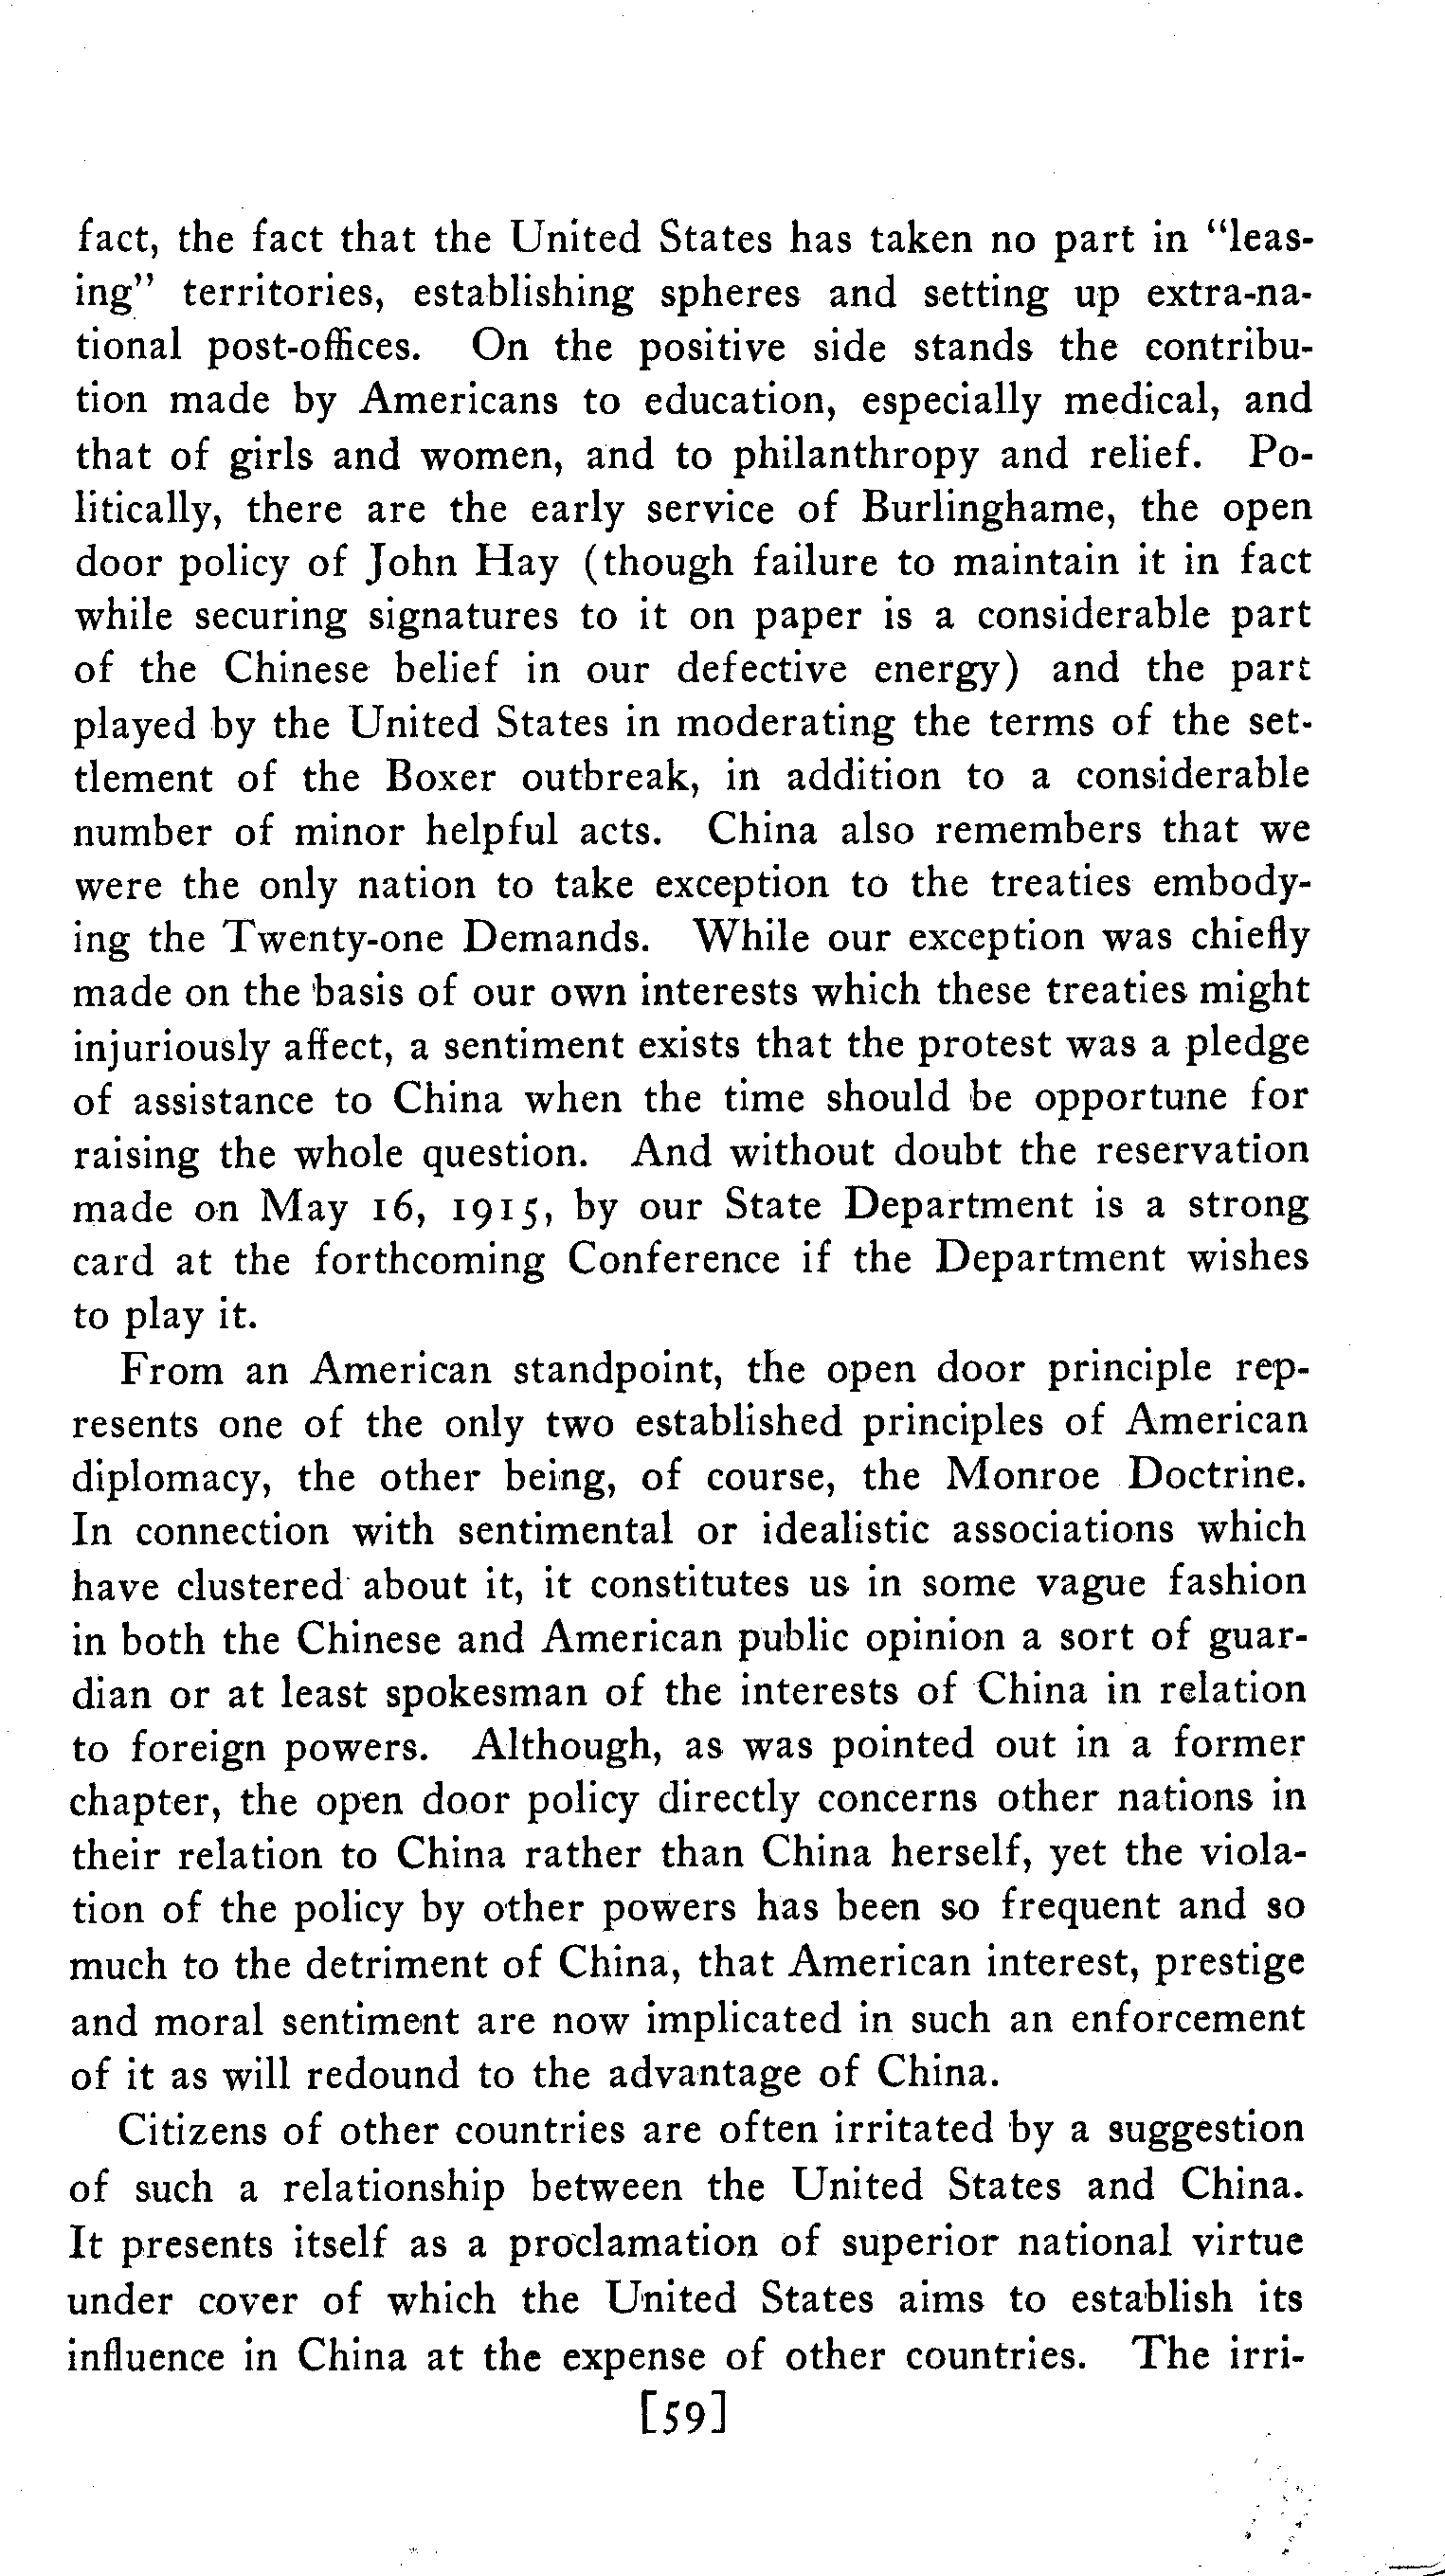 fact, the fact that the United States has taken no part in “leas-
ing” territories, establishing spheres and setting up extra-na-
tional post-offices. On the positive side stands the contribu-
tion made by Americans to education, especially medical, and
that of girls and women, and to philanthropy and relief. Po-
litically, there are the early service of Burlinghame, the open
door policy of John Hay (though failure to maintain it in fact
while securing signatures to it on paper is a considerable part
of the Chinese belief in our defective energy) and the part
played by the United States in moderating the terms of the set-
tlement of the Boxer outbreak, in addition to a considerable
number of minor helpful acts. China also remembers that we
were the only nation to take exception to the treaties embody-
ing the Twenty-one Demands. While our exception was chiefly
made on the basis of our own interests which these treaties might
injuriously affect, a sentiment exists that the protest was a pledge
of assistance to China when the time should be opportune for
raising the whole question. And without doubt the reservation
made on May 16, 1915, by our State Department is a strong
card at the forthcoming Conference if the Department wishes
to play it.
From an American standpoint, the open door principle rep-
resents one of the only two established principles of American
diplomacy, the other being, of course, the Monroe Doctrine.
In connection with sentimental or idealistic associations which
have clustered about it, it constitutes us in some vague fashion
in both the Chinese and American public opinion a sort of guar-
dian or at least spokesman of the interests of China in relation
to foreign powers. Although, as was pointed out in a former
chapter, the open door policy directly concerns other nations in
their relation to China rather than China herself, yet the viola-
tion of the policy by other powers has been so frequent and so
much to the detriment of China, that American interest, prestige
and moral sentiment are now implicated in such an enforcement
of it as will redound to the advantage of China.
Citizens of other countries are often irritated by a suggestion
of such a relationship between the United States and China.
It presents itself as a proclamation of superior national virtue
under cover of which the United States aims to establish its
influence in China at the expense of other countries. The irri-
[59]